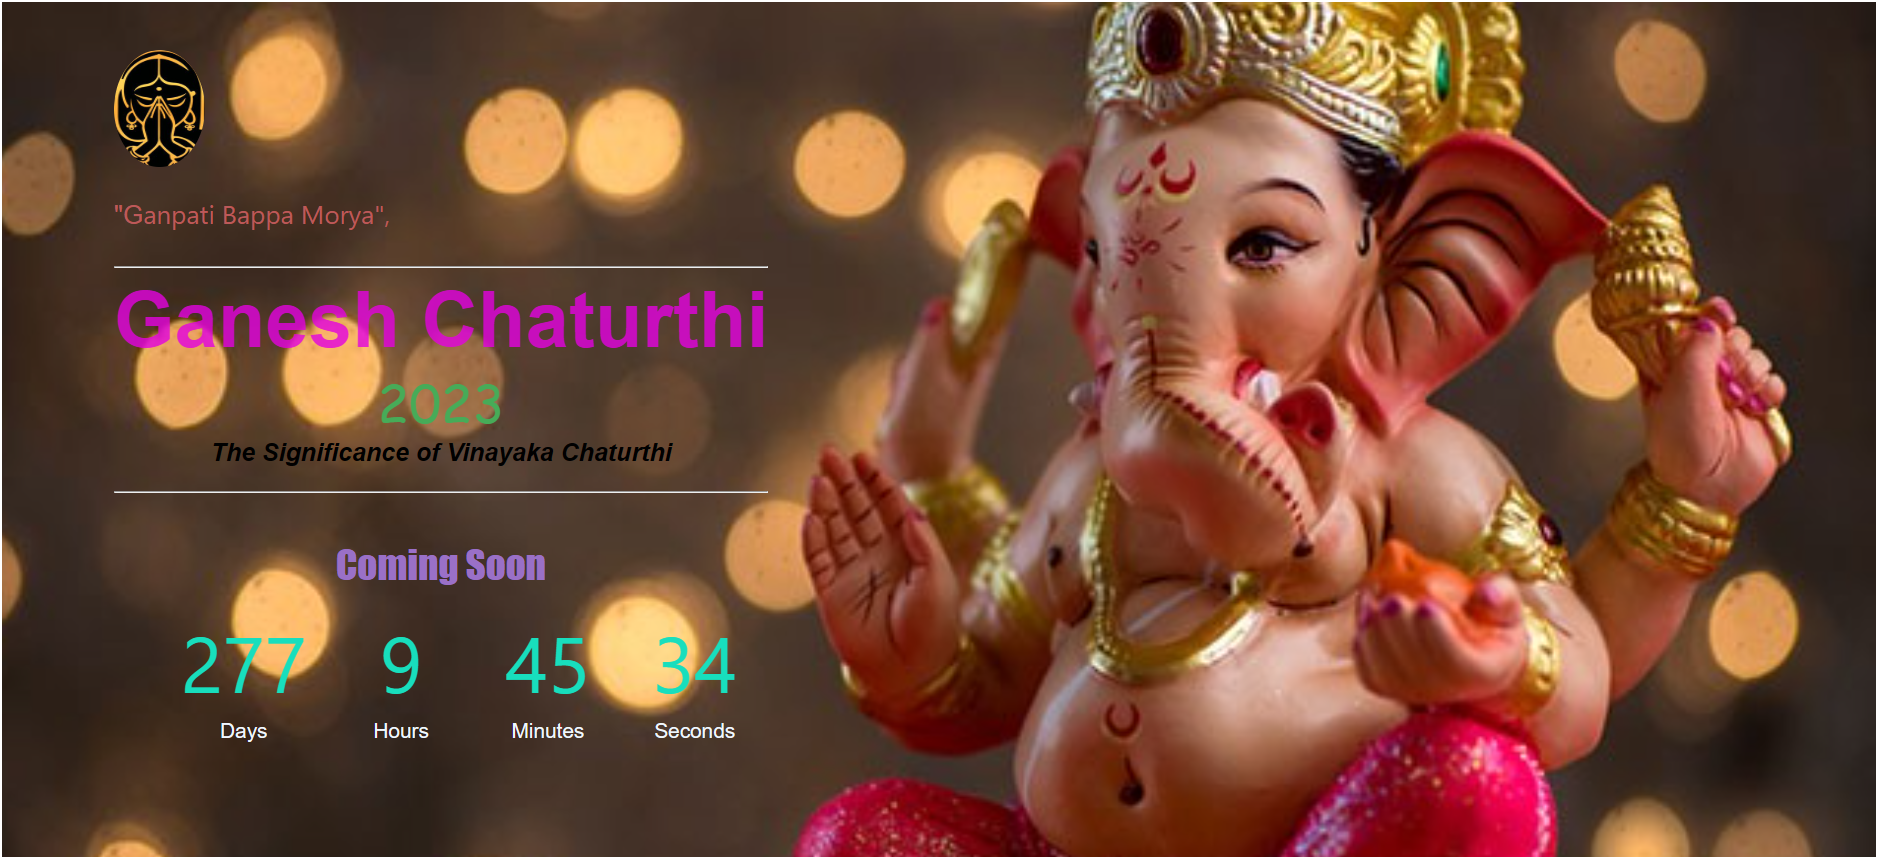 "Ganpati Bappa Morya",
Ganesh Chaturthi
2023
The Significance of Vinayaka Chaturthi
Coming Soon
277 9 45 34
Days Hours Minutes Seconds